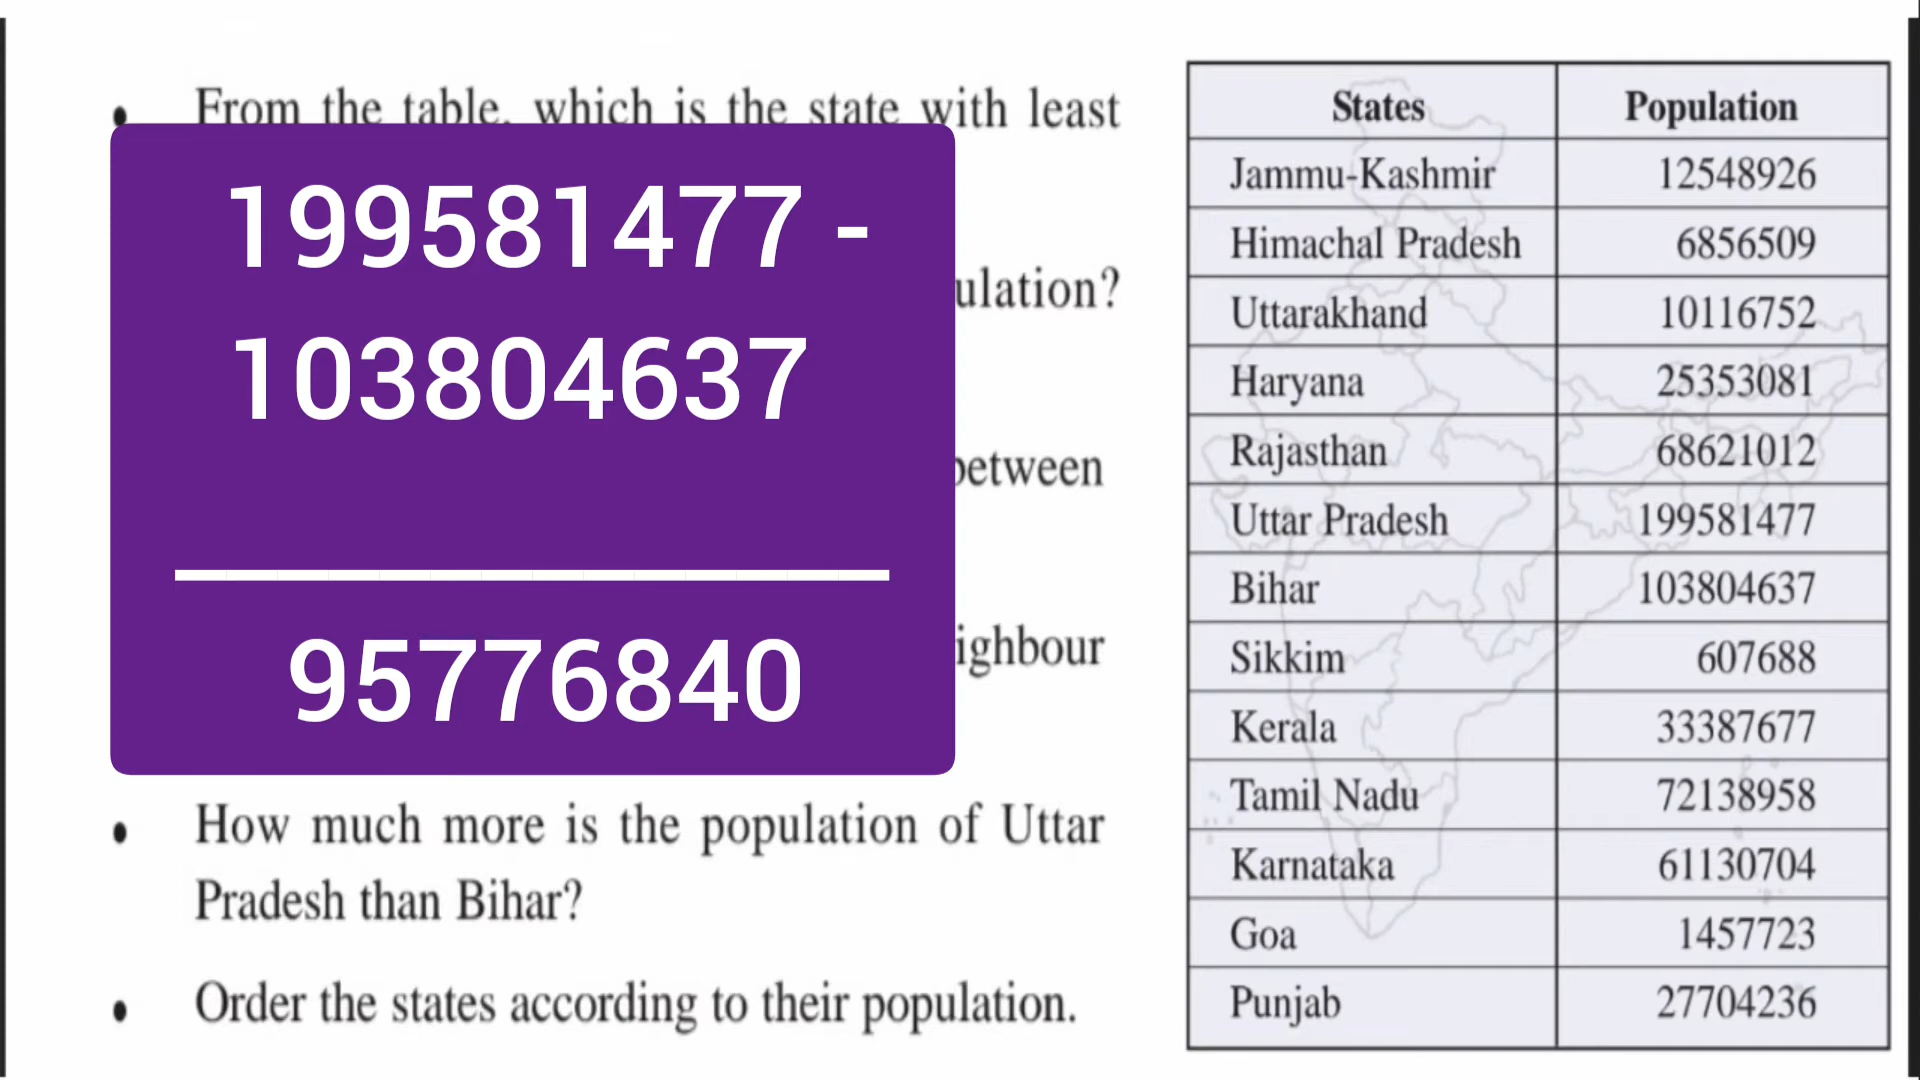 From the table, which is the state with least
199581477 -
103804637
95776840
ulation?
between
ighbour
How much more is the population of Uttar
Pradesh than Bihar?
Order the states according to their population.
States Population
Jammu-Kashmir 12548926
Himachal Pradesh 6856509
Uttarakhand 10116752
Haryana 25353081
Rajasthan 68621012
Uttar Pradesh 199581477
Bihar 103804637
Sikkim 607688
Kerala 33387677
Tamil Nadu 72138958
Karnataka 61130704
Goa 1457723
Punjab 27704236